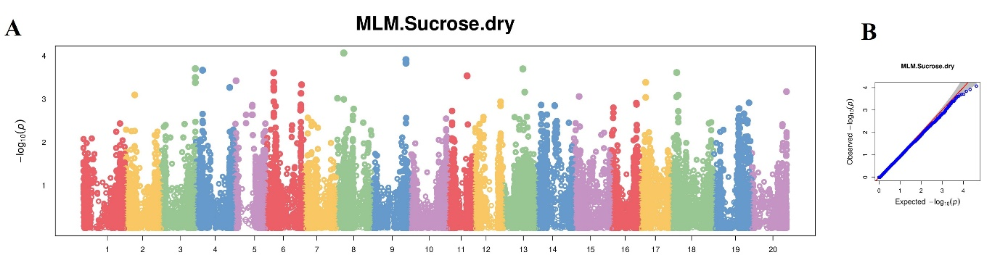 A
MLM.Sucrose.dry
4
3
2
1
−log₁₀(p)
1 2 3 4 5 6 7 8 9 10 11 12 13 14 15 16 17 18 19 20
B
MLM.Sucrose.dry
4
3
2
1
0
Observed −log₁₀(p)
0 1 2 3 4
Expected −log₁₀(p)